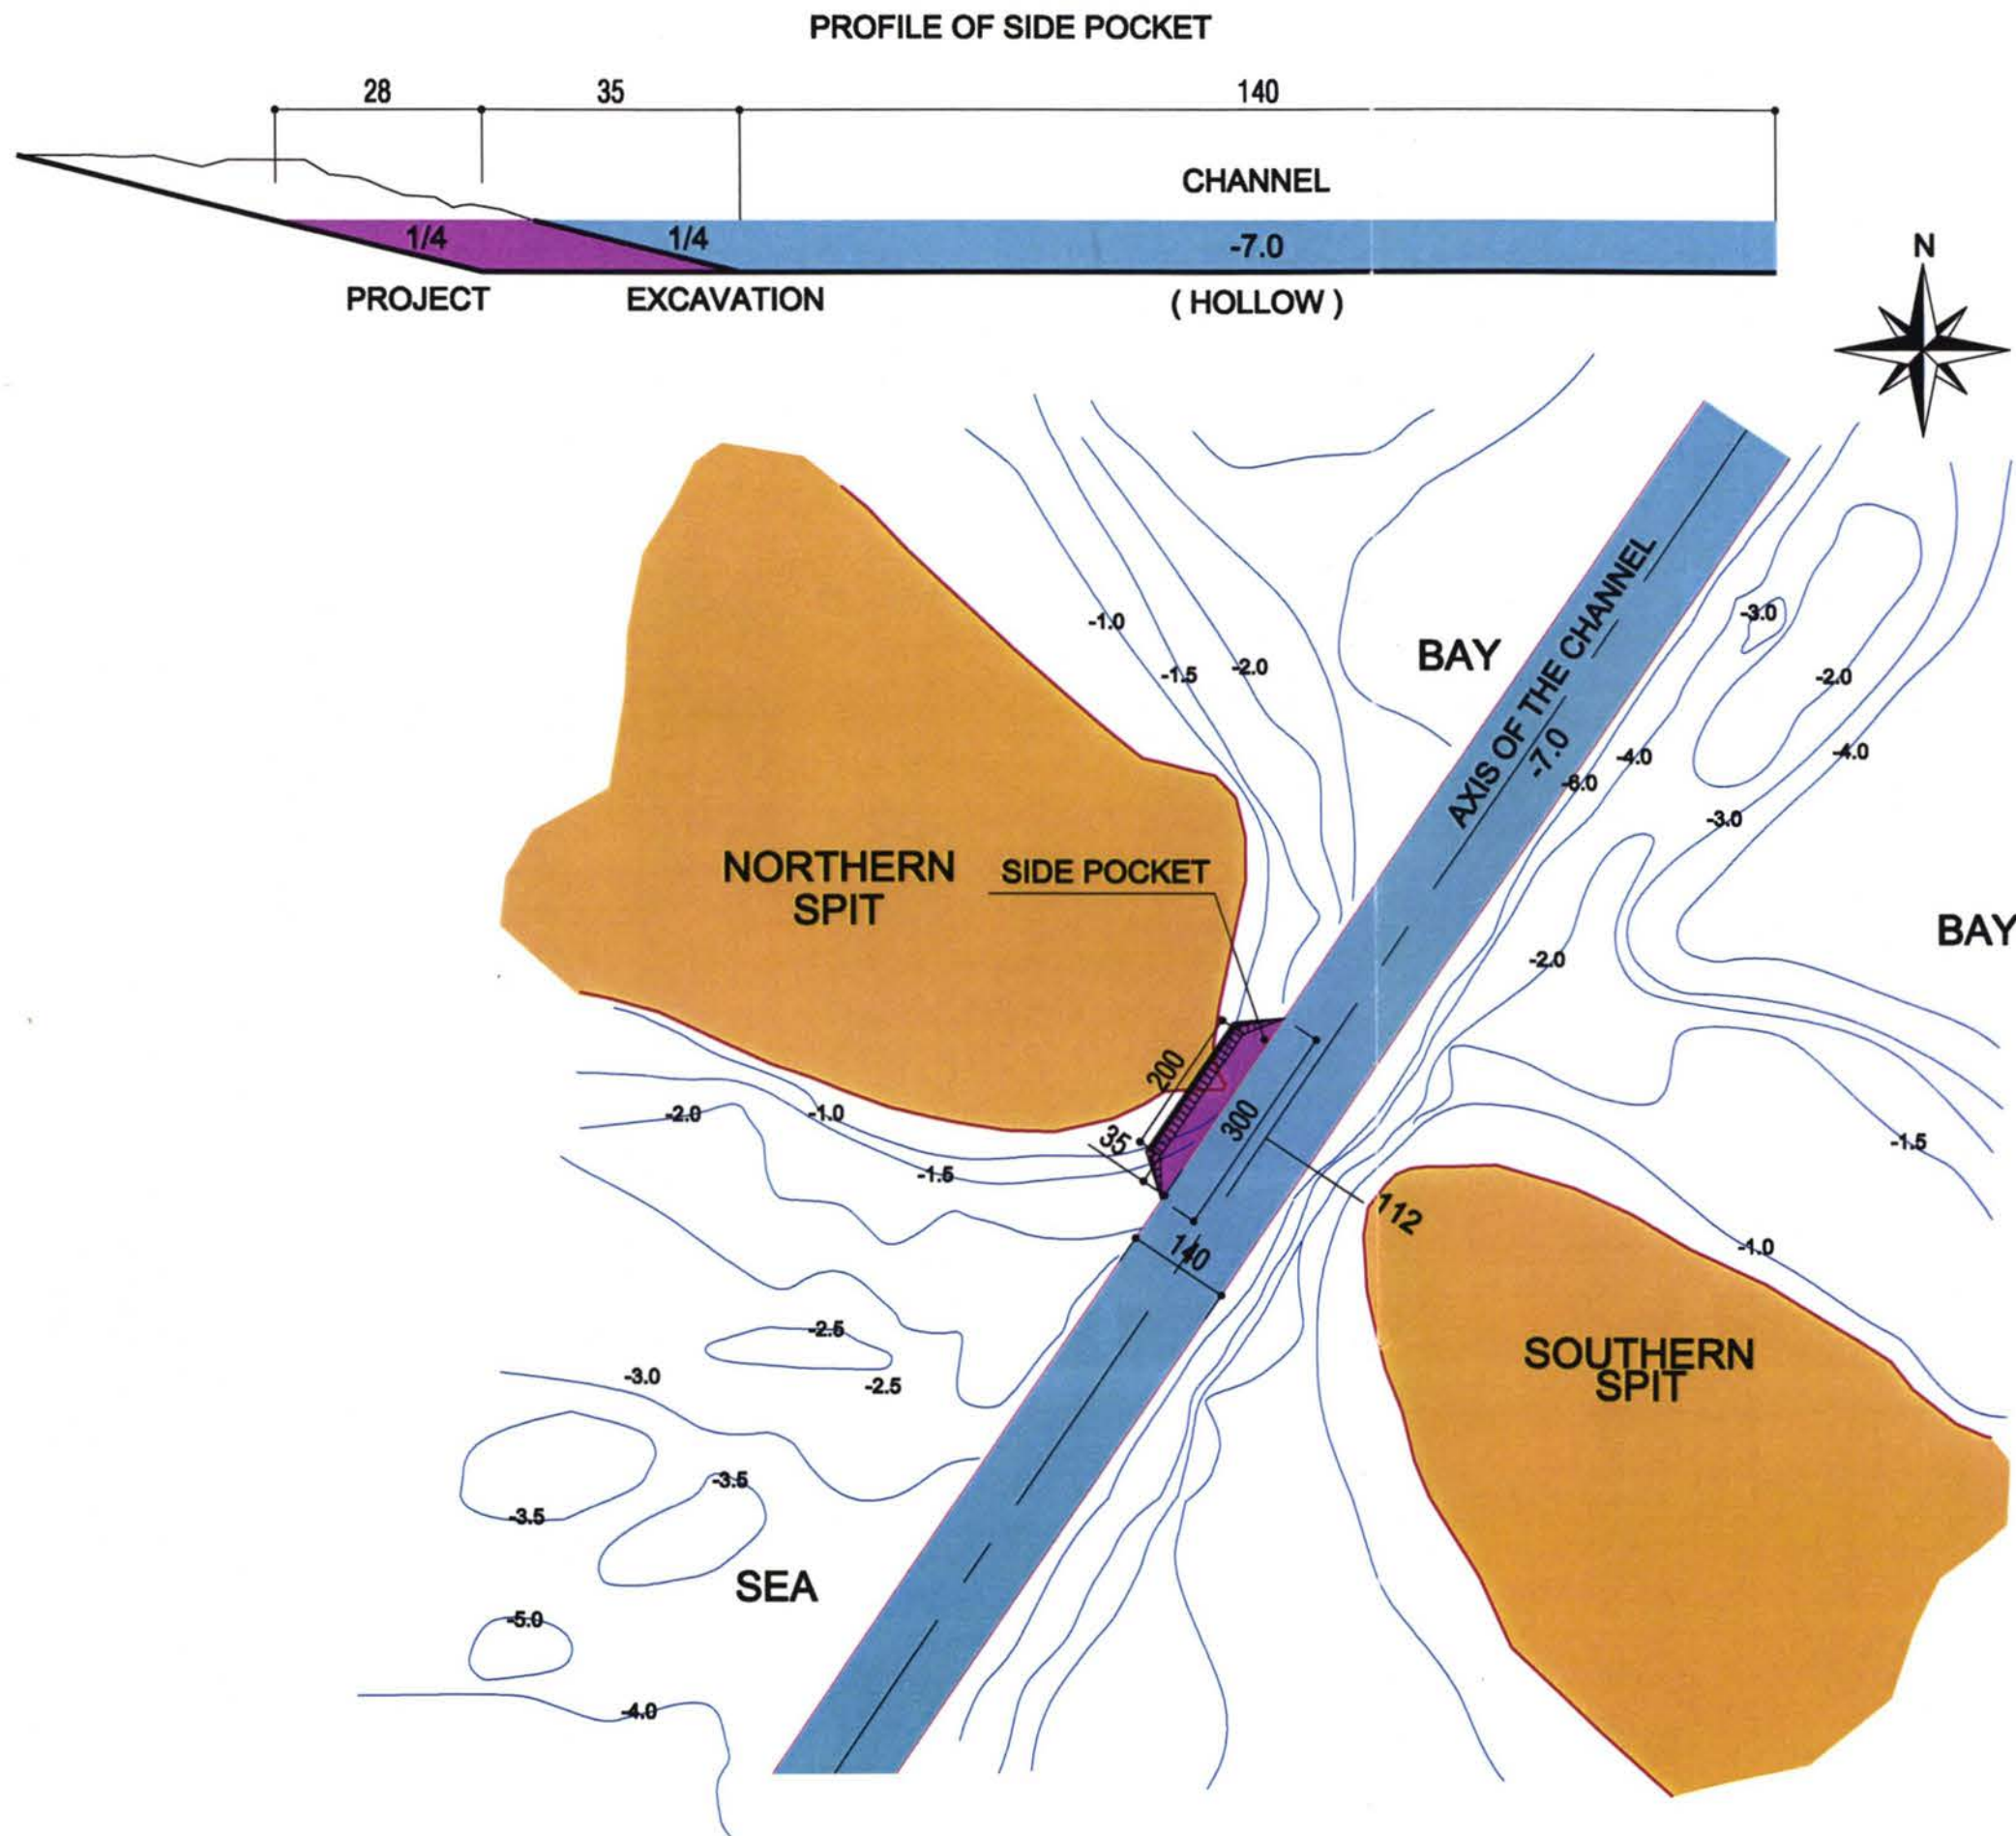 PROFILE OF SIDE POCKET
28
35
140
CHANNEL
1/4
1/4
-7.0
PROJECT
EXCAVATION
( HOLLOW )
N
AXIS OF THE CHANNEL
-7.0
-3.0
-1.0
-1.5
-2.0
BAY
-2.0
-4.0
-6.0
-4.0
-3.0
NORTHERN
SPIT
SIDE POCKET
BAY
-2.0
200
300
35
-2.0
-1.0
-1.5
-1.5
112
140
-1.0
-2.5
-2.5
-3.0
SOUTHERN
SPIT
-3.5
-3.5
SEA
-5.0
-4.0